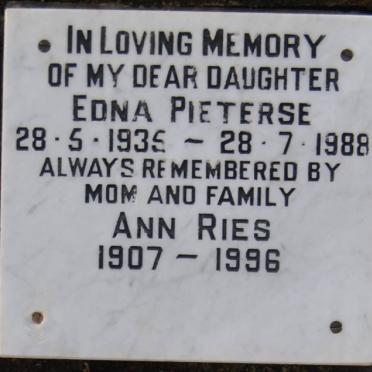 IN LOVING MEMORY
OF MY DEAR DAUGHTER
EDNA PIETERSE
28·5·1935 ~ 28·7·1988
ALWAYS REMEMBERED BY
MOM AND FAMILY
ANN RIES
1907 ~ 1996